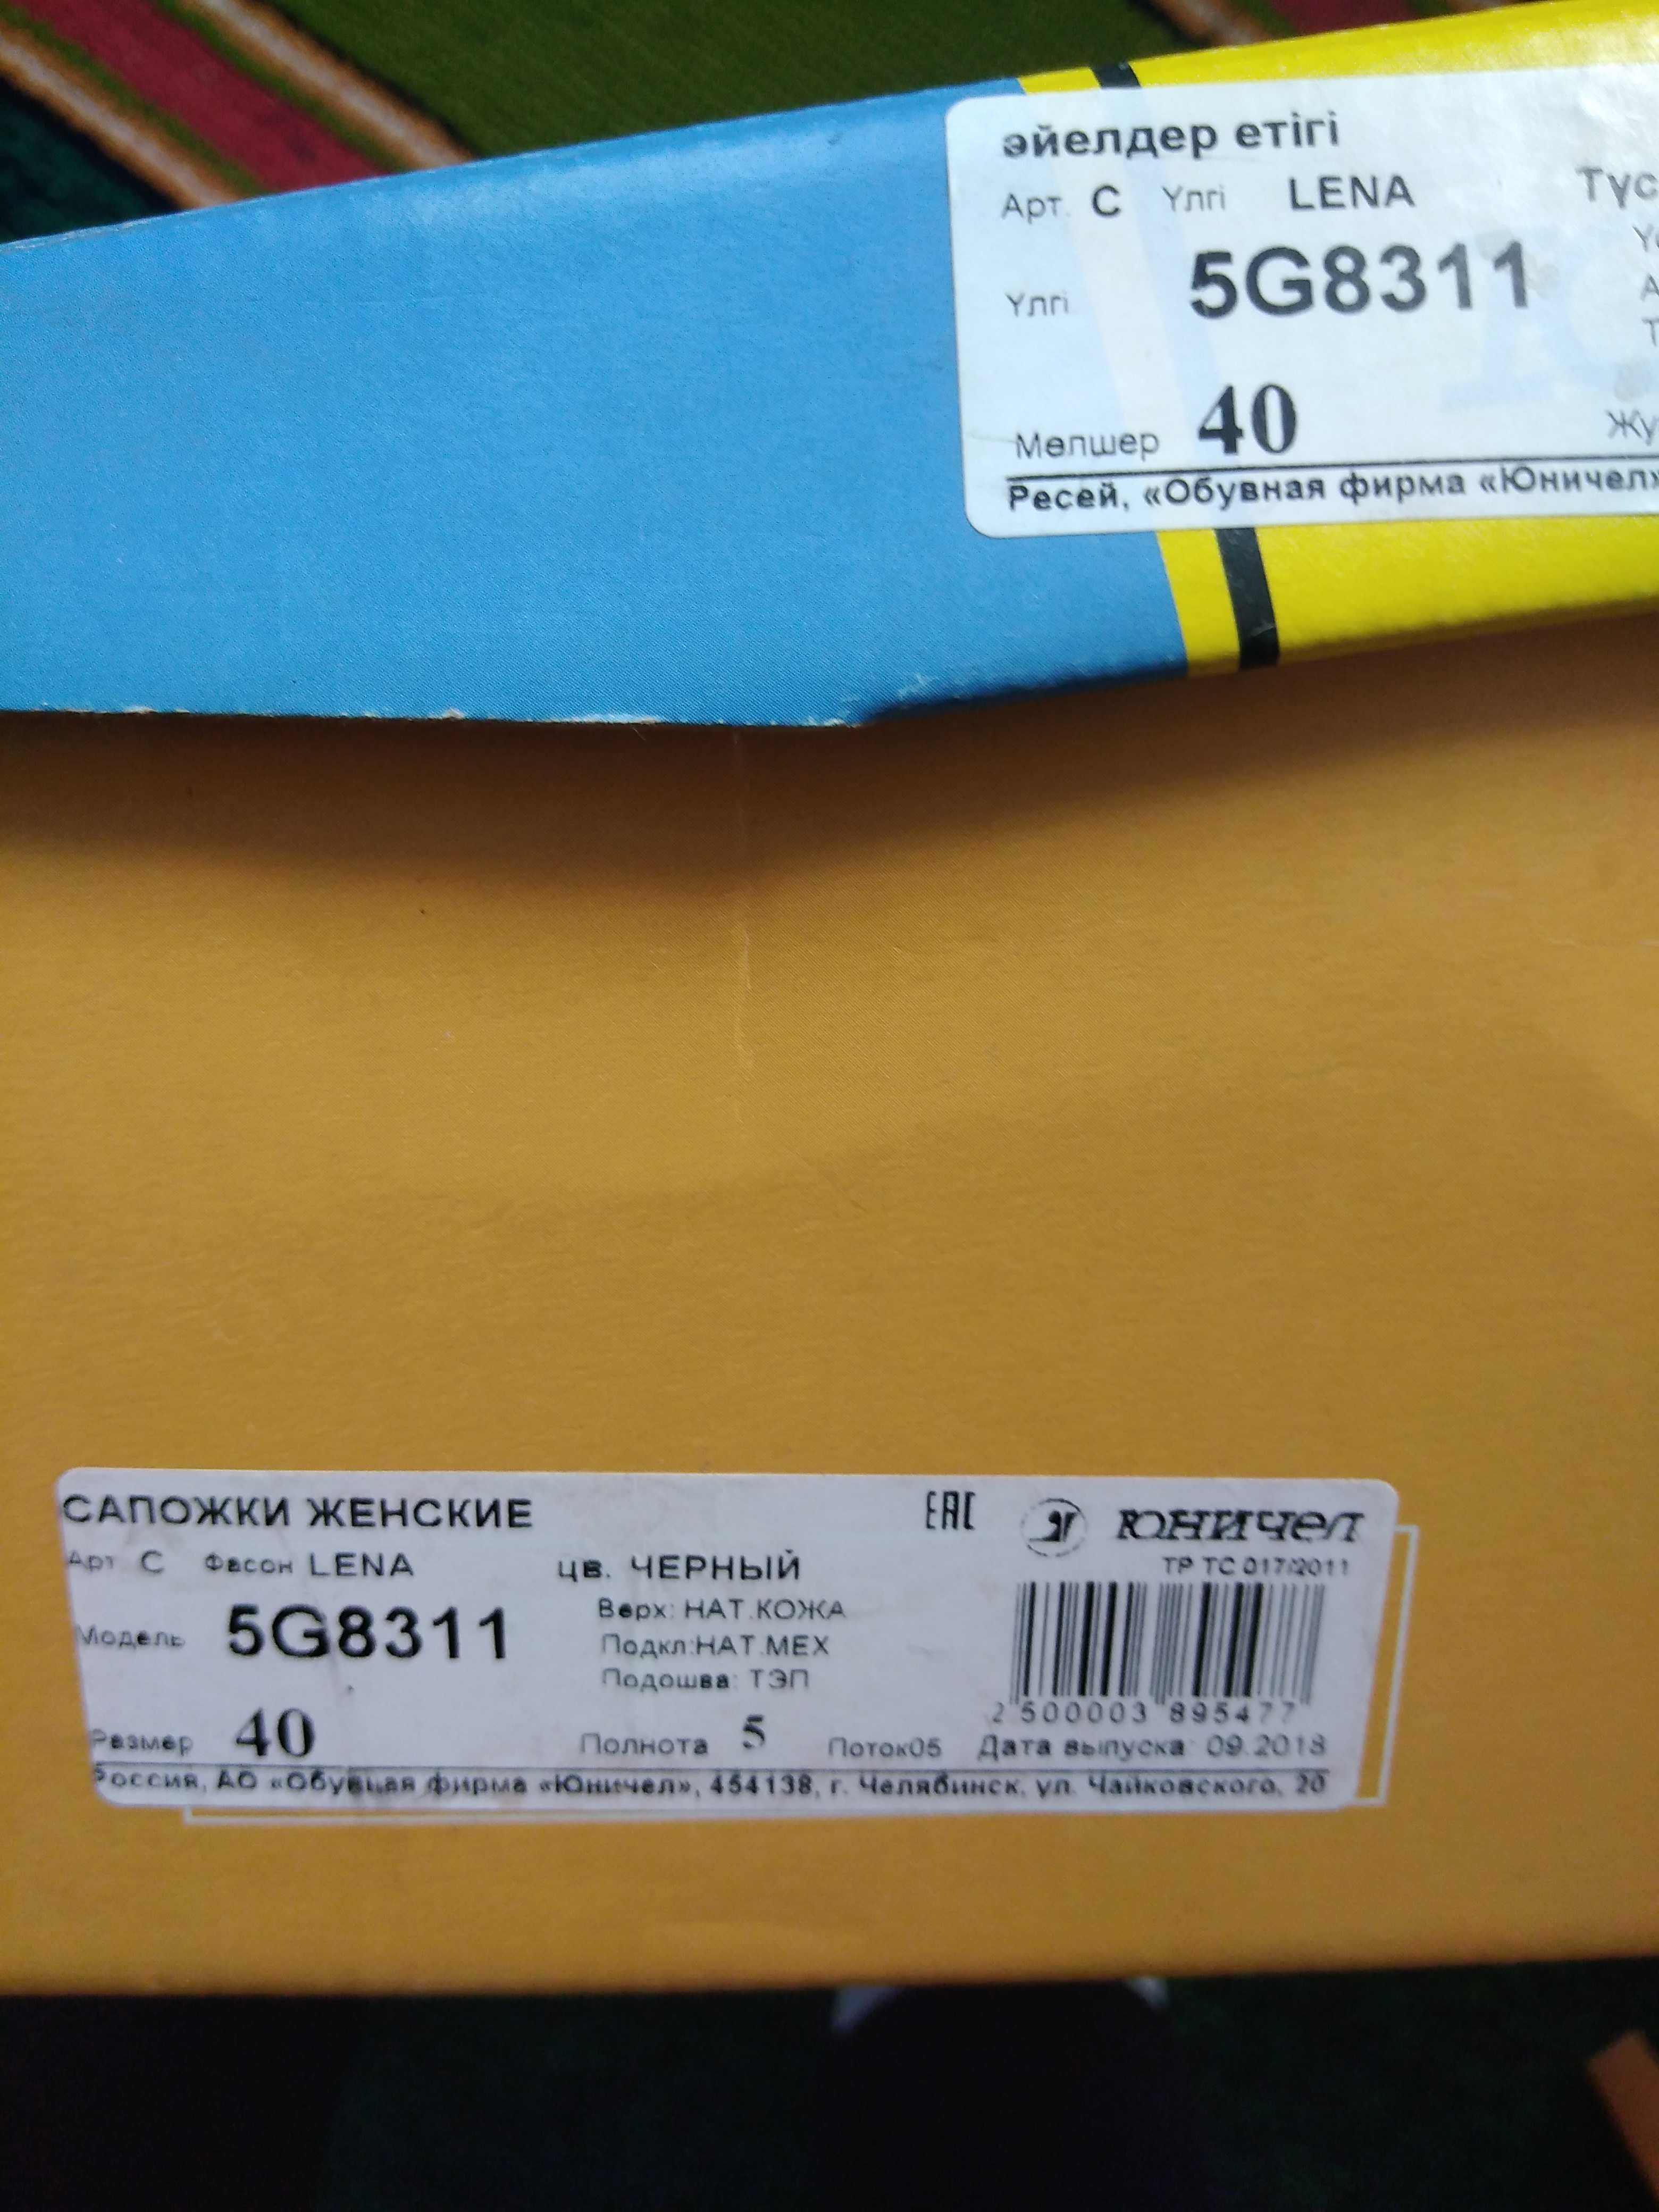 әйелдер етігі
Арт. С Үлгі LENA Түс
Үлгі 5G8311
Мөлшер 40
Ресей, «Обувная фирма «Юничел»
САПОЖКИ ЖЕНСКИЕ EAC ЮНИЧЕЛ
Арт С Фасон LENA цв. ЧЕРНЫЙ ТР ТС 017/2011
Модель 5G8311 Верх: НАТ.КОЖА
Подкл:НАТ.МЕХ
Подошва: ТЭП
2 500003 895477
Размер 40 Полнота 5 Поток05 Дата выпуска 09.2018
Россия, АО «Обувная фирма «Юничел», 454138, г. Челябинск, ул. Чайковского, 20